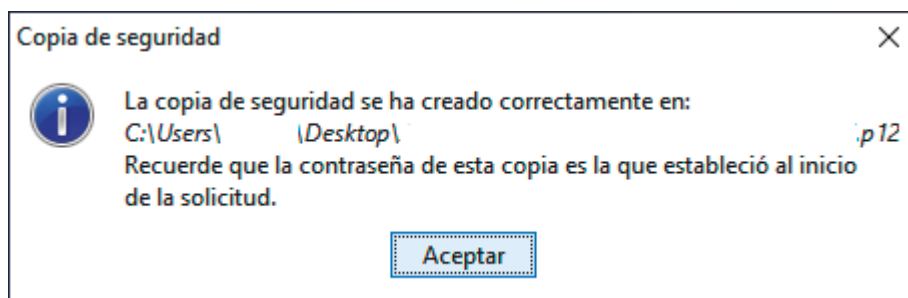 Copia de seguridad
La copia de seguridad se ha creado correctamente en:
C:\Users\ \Desktop\ .p12
Recuerde que la contraseña de esta copia es la que estableció al inicio
de la solicitud.
Aceptar